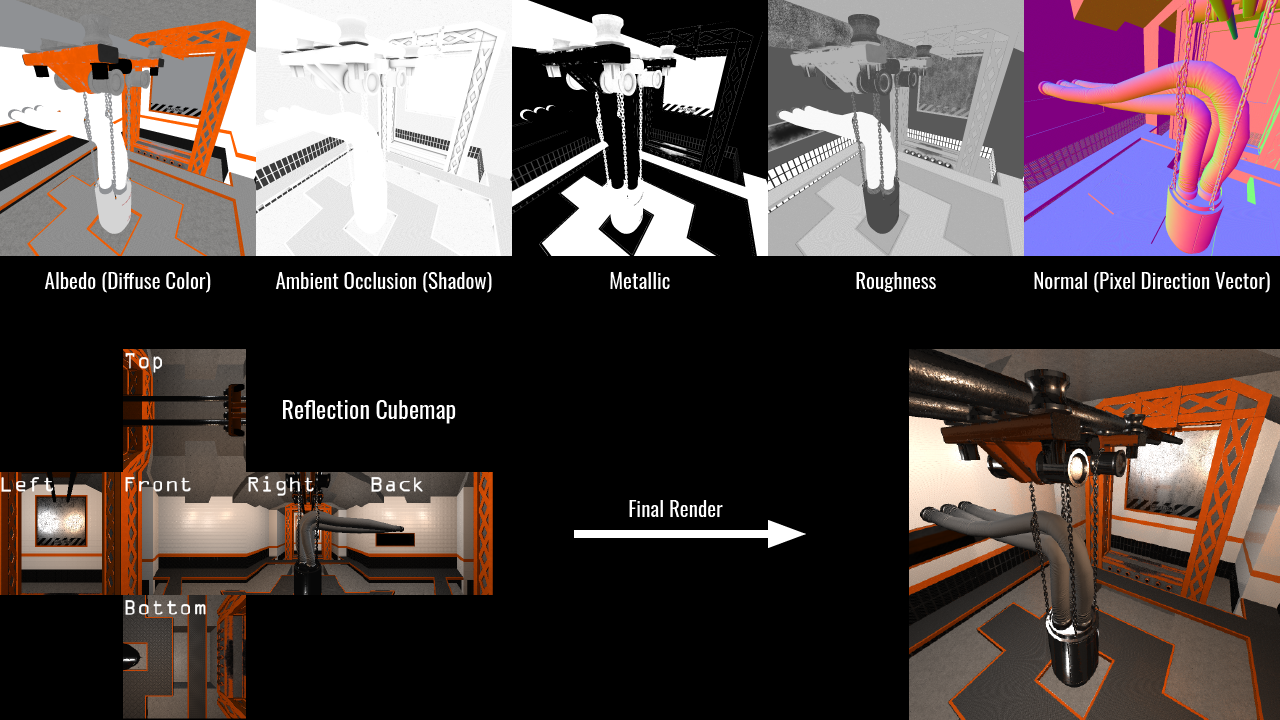 Albedo (Diffuse Color)
Ambient Occlusion (Shadow)
Metallic
Roughness
Normal (Pixel Direction Vector)
Top
Reflection Cubemap
Left
Front
Right
Back
Final Render
Bottom